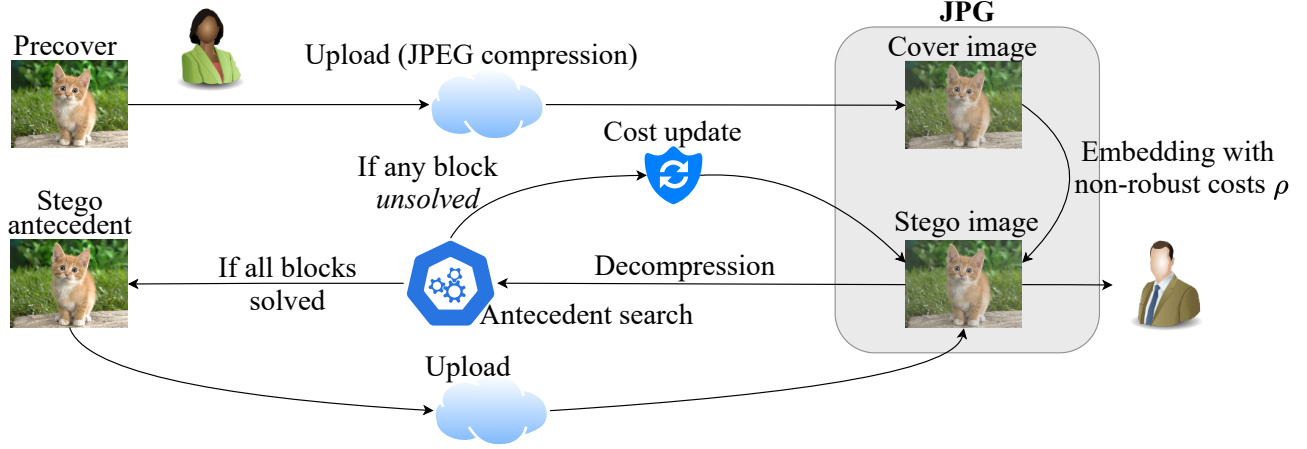 JPG
Precover
Upload (JPEG compression)
Cover image
Cost update
If any block
unsolved
Embedding with
non-robust costs ρ
Stego
antecedent
Stego image
If all blocks
solved
Decompression
Antecedent search
Upload